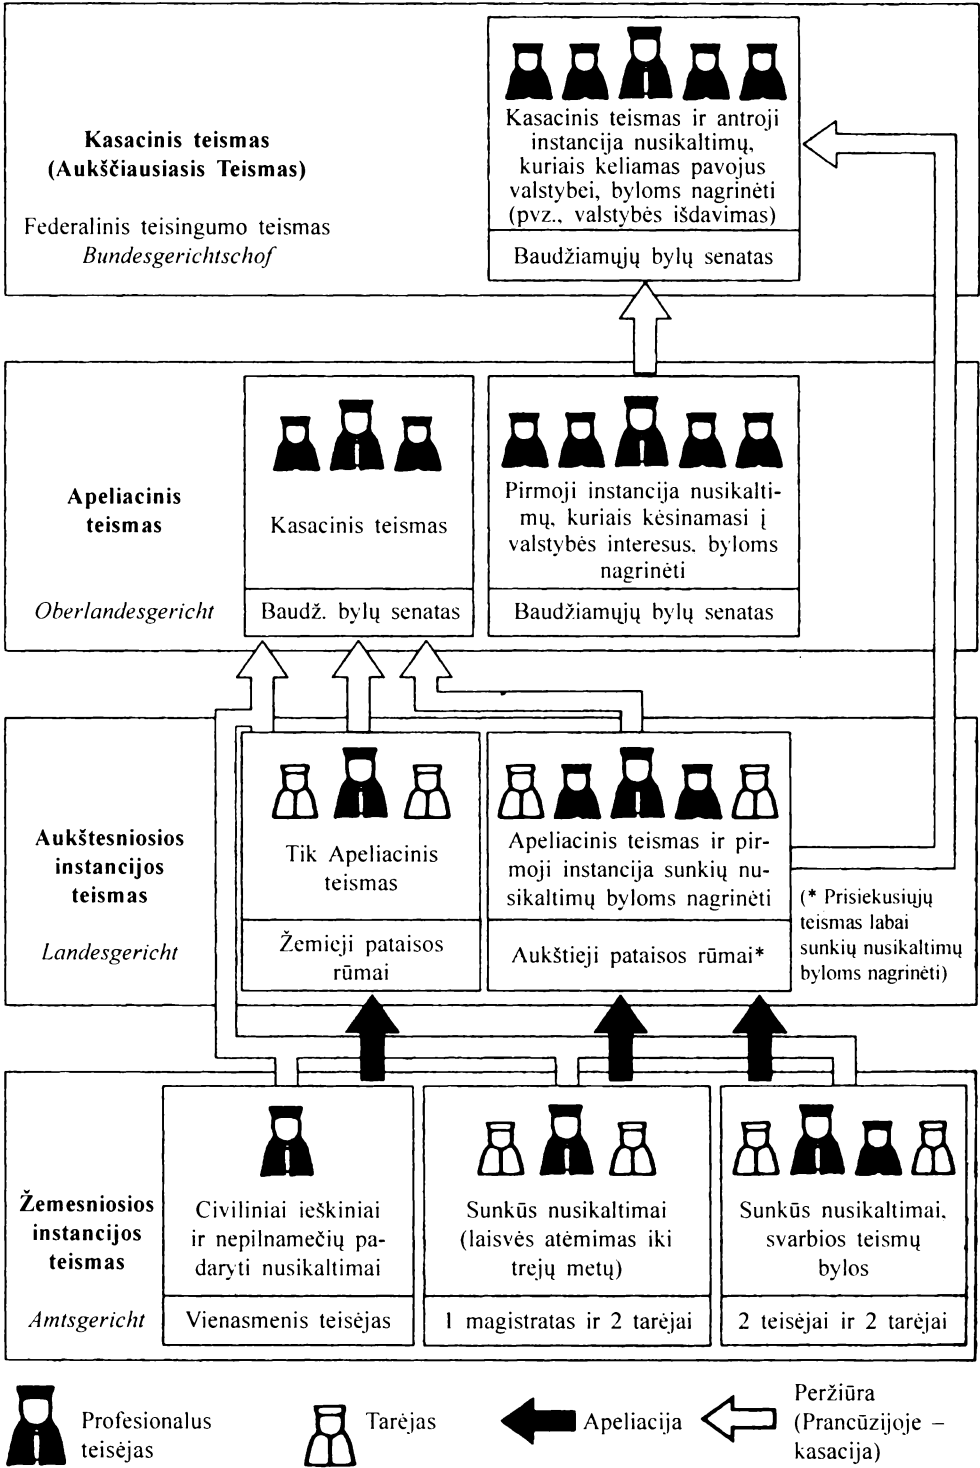 Kasacinis teismas
(Aukščiausiasis Teismas)
Federalinis teisingumo teismas
Bundesgerichtschof
Kasacinis teismas ir antroji
instancija nusikaltimų,
kuriais keliamas pavojus
valstybei, byloms nagrinėti
(pvz., valstybės išdavimas)
Baudžiamųjų bylų senatas
Apeliacinis
teismas
Oberlandesgericht
Kasacinis teismas
Baudž. bylų senatas
Pirmoji instancija nusikalti-
mų, kuriais kėsinamasi į
valstybės interesus. byloms
nagrinėti
Baudžiamųjų bylų senatas
Aukštesniosios
instancijos
teismas
Landesgericht
Tik Apeliacinis
teismas
Žemieji pataisos
rūmai
Apeliacinis teismas ir pir-
moji instancija sunkių nu-
sikaltimų byloms nagrinėti
Aukštieji pataisos rūmai*
(* Prisiekusiųjų
teismas labai
sunkių nusikaltimų
byloms nagrinėti)
Žemesniosios
instancijos
teismas
Amtsgericht
Civiliniai ieškiniai
ir nepilnamečių pa-
daryti nusikaltimai
Vienasmenis teisėjas
Sunkūs nusikaltimai
(laisvės atėmimas iki
trejų metų)
1 magistratas ir 2 tarėjai
Sunkūs nusikaltimai.
svarbios teismų
bylos
2 teisėjai ir 2 tarėjai
Profesionalus
teisėjas
Tarėjas
Apeliacija
Peržiūra
(Prancūzijoje –
kasacija)